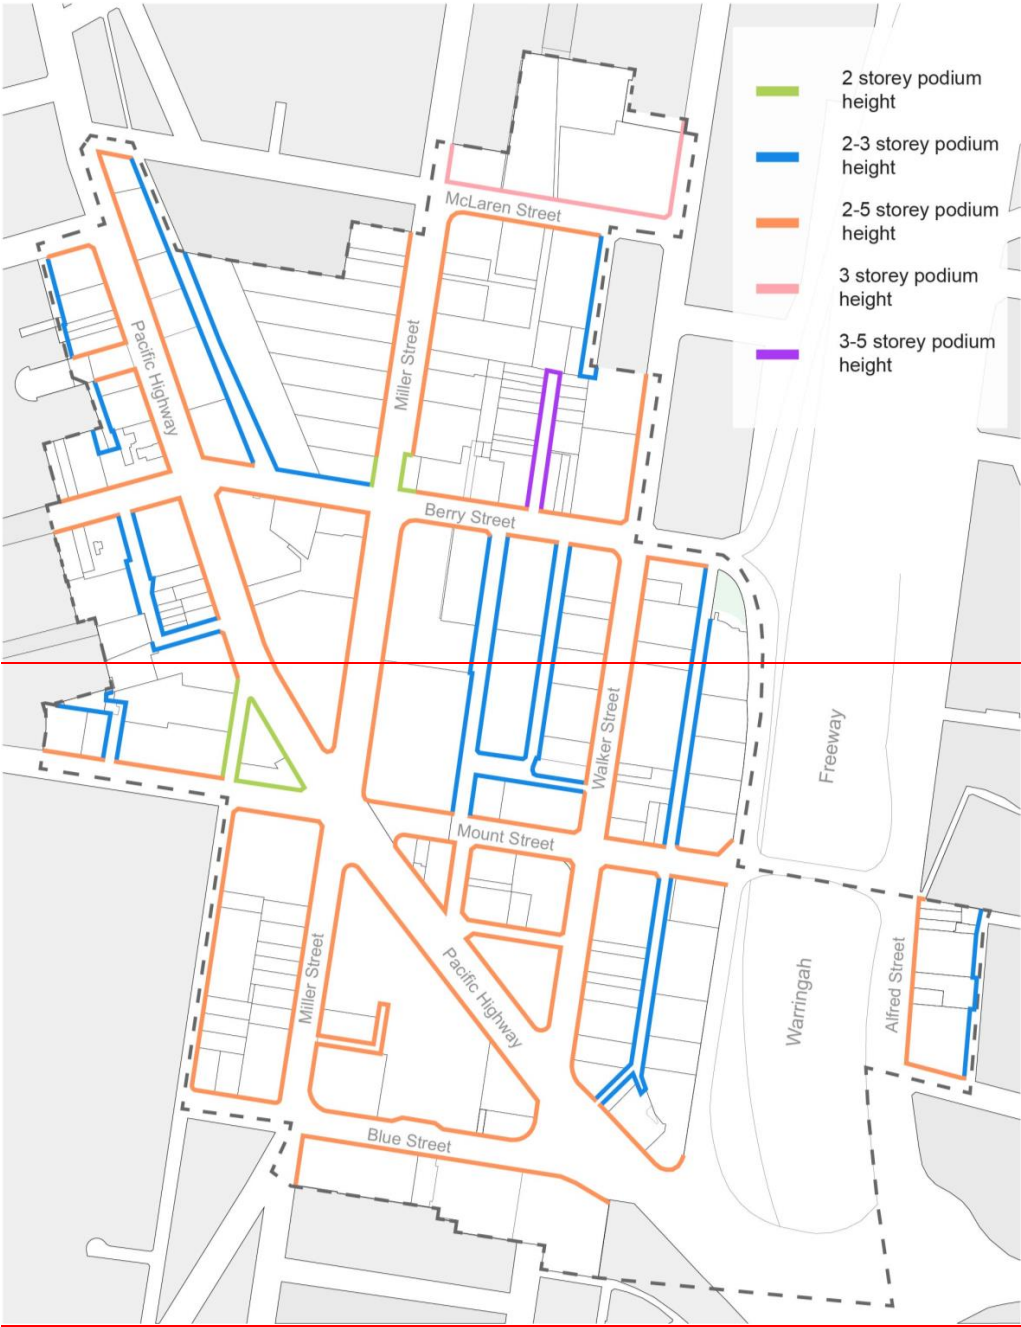 2 storey podium
height
2-3 storey podium
height
2-5 storey podium
height
3 storey podium
height
3-5 storey podium
height
McLaren Street
Pacific Highway
Miller Street
Berry Street
Walker Street
Freeway
Mount Street
Miller Street
Pacific Highway
Warringah
Alfred Street
Blue Street